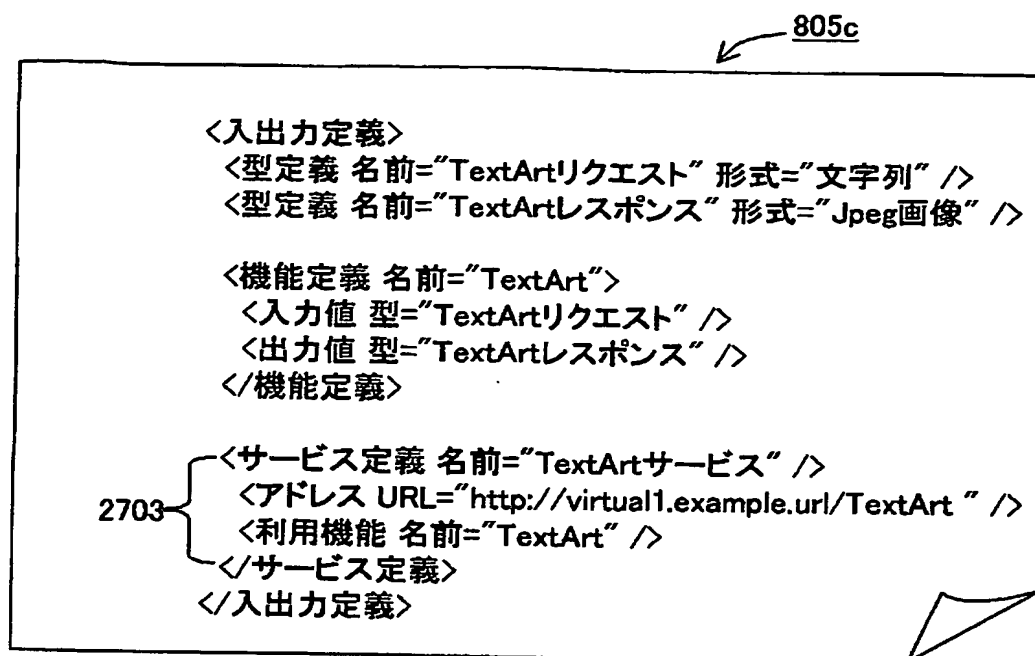 805c
<入出力定義>
<型定義 名前="TextArtリクエスト" 形式="文字列" />
<型定義 名前="TextArtレスポンス" 形式="Jpeg画像" />
<機能定義 名前="TextArt">
<入力値 型="TextArtリクエスト" />
<出力値 型="TextArtレスポンス" />
</機能定義>
<サービス定義 名前="TextArtサービス" />
2703
<アドレス URL="http://virtual1.example.url/TextArt " />
<利用機能 名前="TextArt" />
</サービス定義>
</入出力定義>